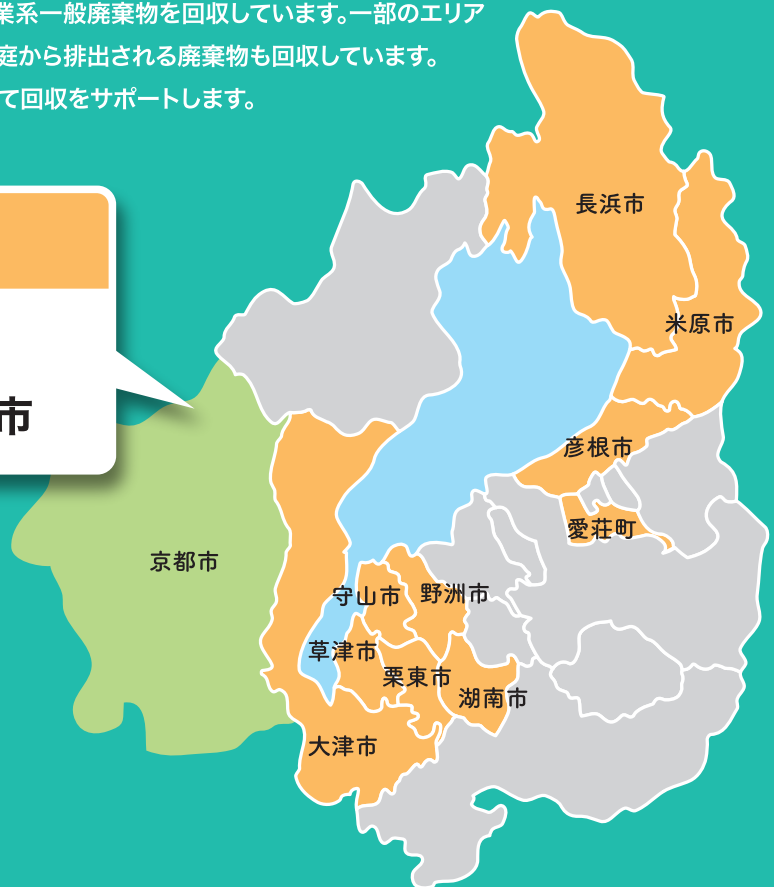 業系一般廃棄物を回収しています。一部のエリア
庭から排出される廃棄物も回収しています。
て回収をサポートします。
長浜市
米原市
市
彦根市
愛荘町
京都市
守山市
野洲市
草津市
栗東市
湖南市
大津市